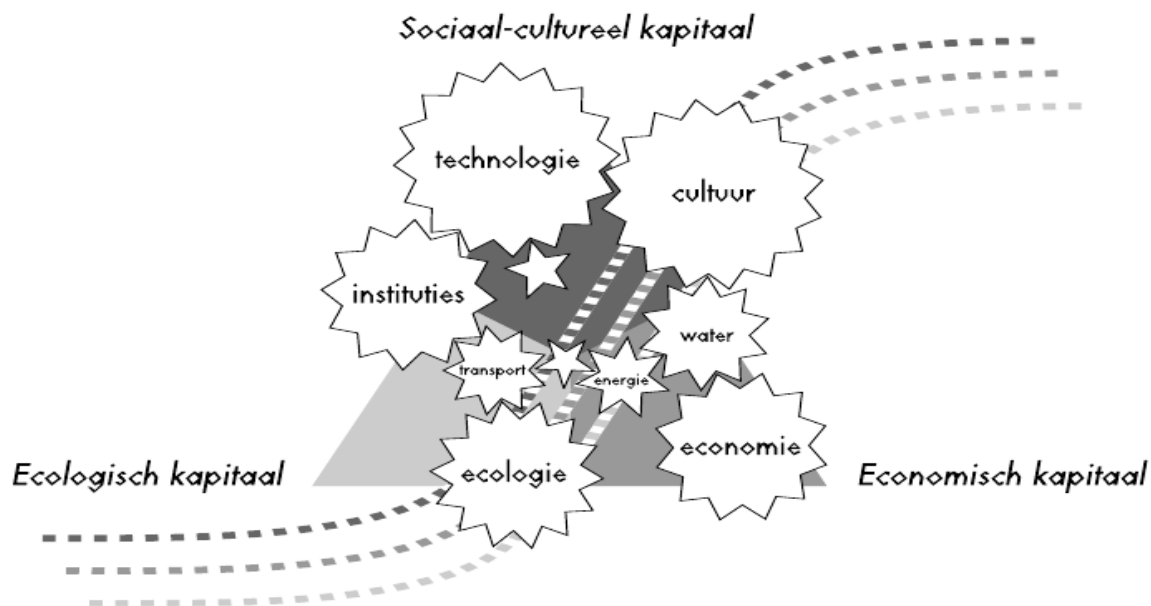 Sociaal-cultureel kapitaal
technologie
cultuur
instituties
water
transport
energie
economie
ecologie
Ecologisch kapitaal
Economisch kapitaal